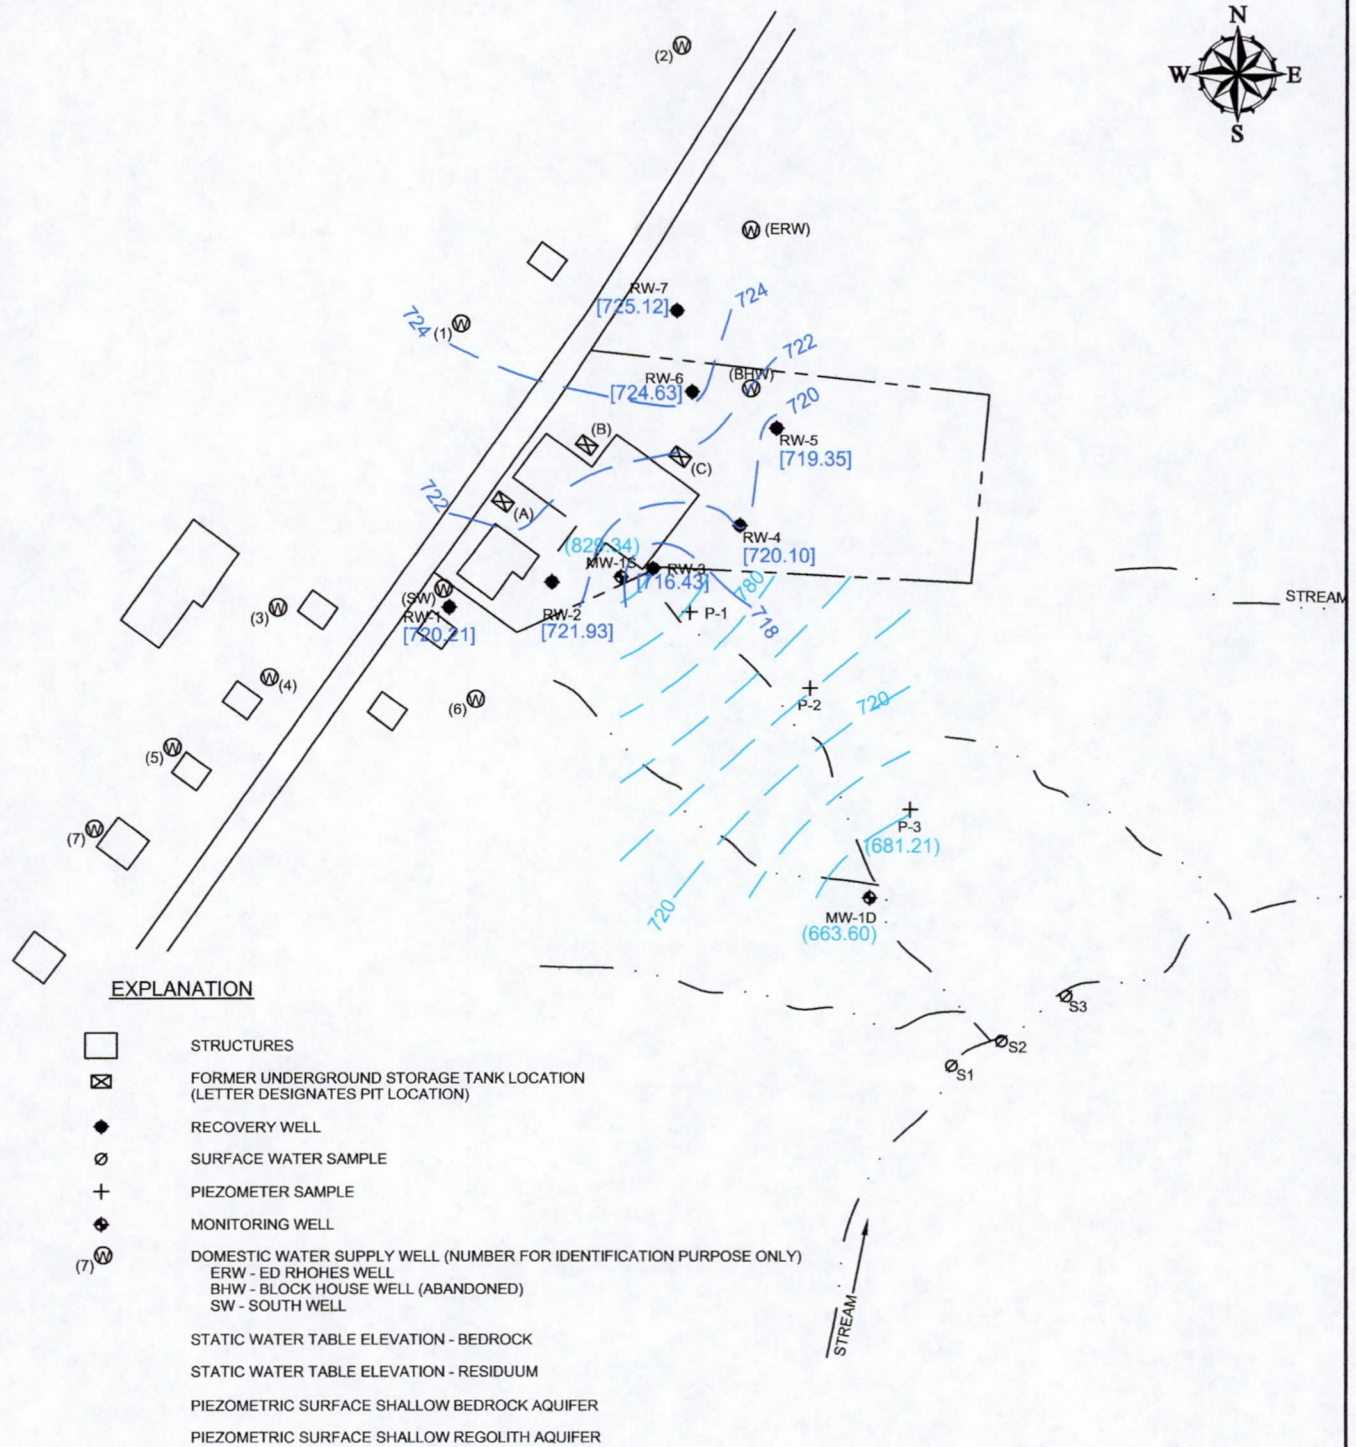 N
W E
S
(2)
(ERW)
RW-7
[725.12]
724
724
(1)
722
RW-6
(BHW)
[724.63]
720
(B)
RW-5
[719.35]
(C)
722
(A)
RW-4
[720.10]
(829.34)
MW-1S
RW-3
[716.43]
780
STREAM
(SW)
(3)
RW-1
[720.21]
RW-2
[721.93]
P-1
718
(4)
(6)
P-2
720
(5)
(7)
P-3
(681.21)
720
MW-1D
(663.60)
S3
S2
S1
STREAM
EXPLANATION
STRUCTURES
FORMER UNDERGROUND STORAGE TANK LOCATION
(LETTER DESIGNATES PIT LOCATION)
RECOVERY WELL
SURFACE WATER SAMPLE
PIEZOMETER SAMPLE
MONITORING WELL
(7) W DOMESTIC WATER SUPPLY WELL (NUMBER FOR IDENTIFICATION PURPOSE ONLY)
ERW - ED RHOHES WELL
BHW - BLOCK HOUSE WELL (ABANDONED)
SW - SOUTH WELL
STATIC WATER TABLE ELEVATION - BEDROCK
STATIC WATER TABLE ELEVATION - RESIDUUM
PIEZOMETRIC SURFACE SHALLOW BEDROCK AQUIFER
PIEZOMETRIC SURFACE SHALLOW REGOLITH AQUIFER